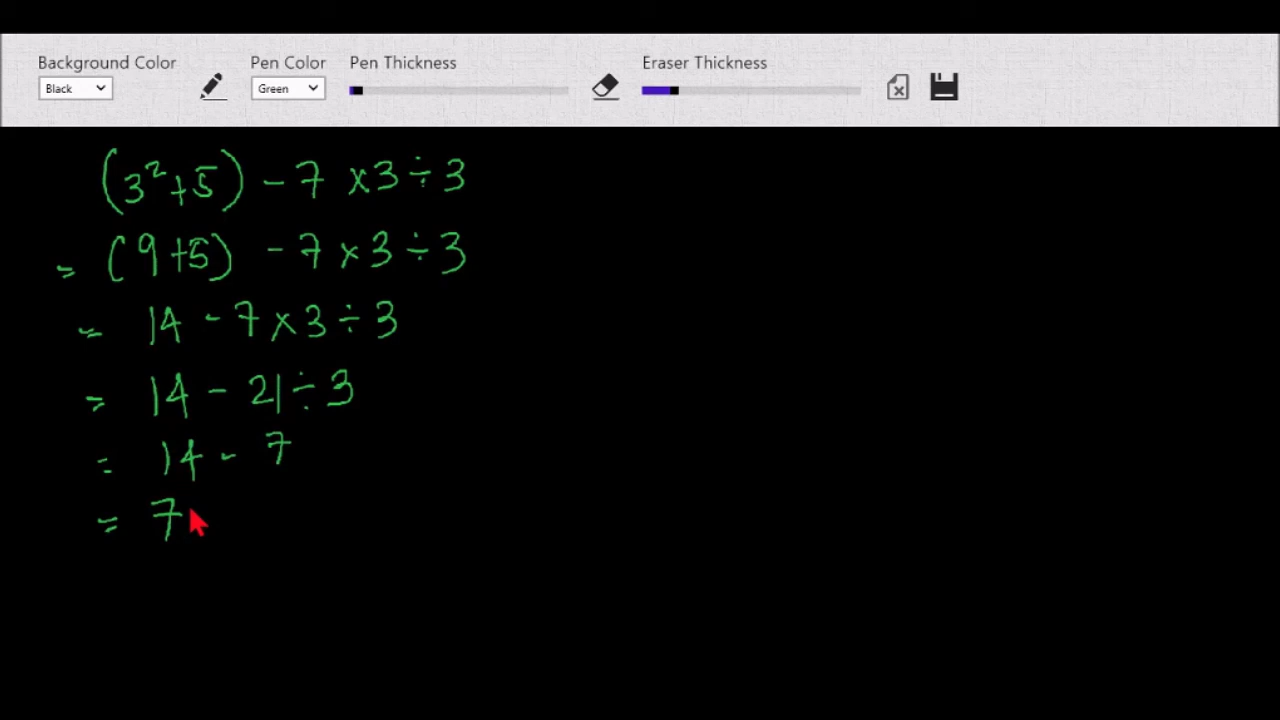 Background Color Pen Color Pen Thickness Eraser Thickness
Black Green
(3²+5) - 7 × 3 ÷ 3
= (9+5) - 7 × 3 ÷ 3
= 14 - 7 × 3 ÷ 3
= 14 - 21 ÷ 3
= 14 - 7
= 7